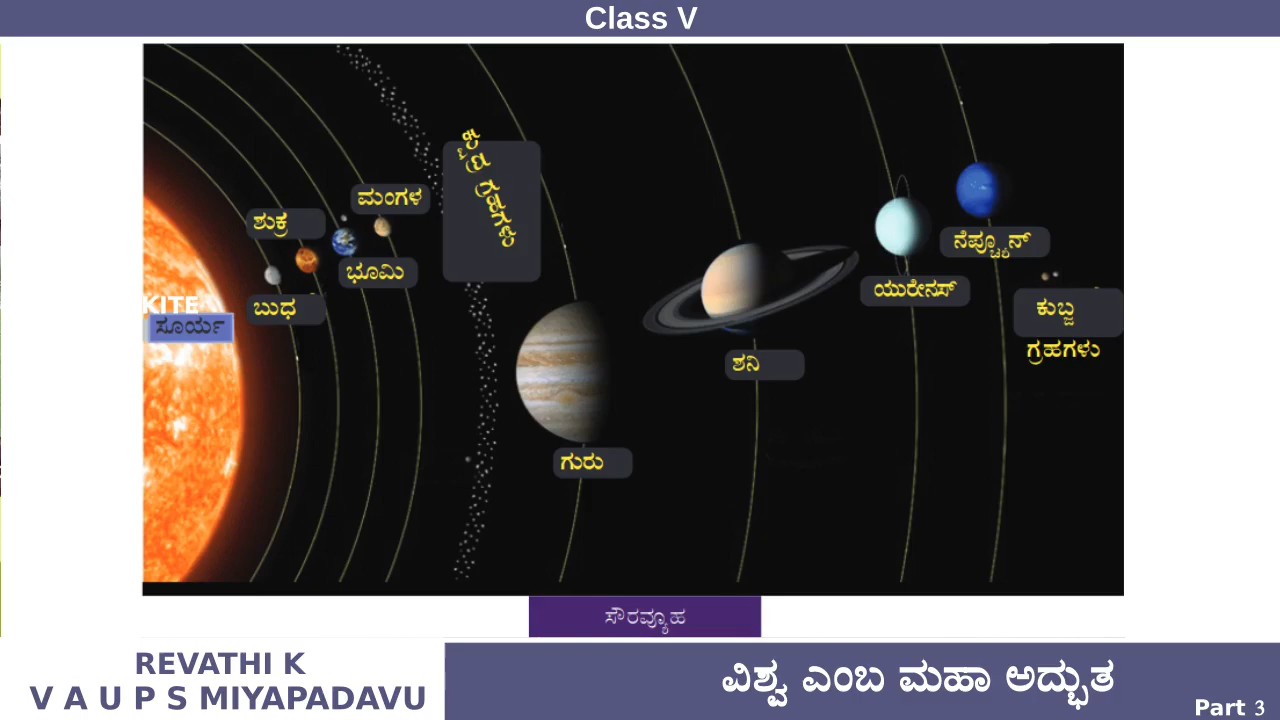 Class V
ಕ್ಷುದ್ರ ಗ್ರಹಗಳು
ಮಂಗಳ
ಶುಕ್ರ
ಭೂಮಿ
ನೆಪ್ಚ್ಯೂನ್
ಯುರೇನಸ್
ಬುಧ
KITE
ಸೂರ್ಯ
ಕುಬ್ಜ
ಗ್ರಹಗಳು
ಶನಿ
ಗುರು
ಸೌರವ್ಯೂಹ
REVATHI K
V A U P S MIYAPADAVU
ವಿಶ್ವ ಎಂಬ ಮಹಾ ಅದ್ಭುತ
Part 3